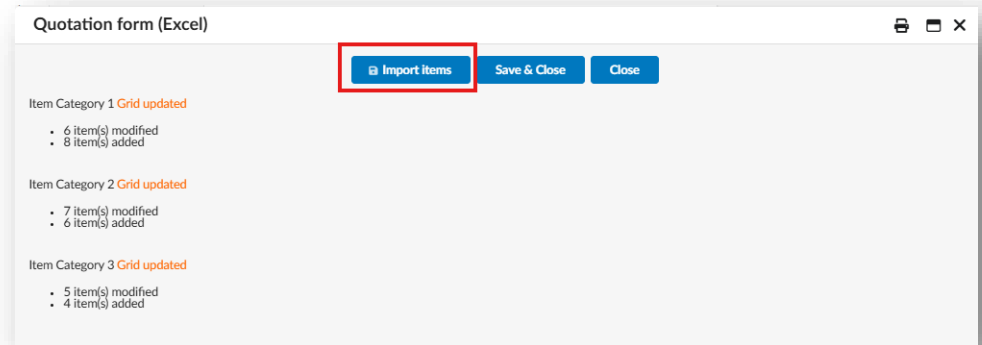 Quotation form (Excel)
Import items Save & Close Close
Item Category 1 Grid updated
• 6 item(s) modified
• 8 item(s) added
Item Category 2 Grid updated
• 7 item(s) modified
• 6 item(s) added
Item Category 3 Grid updated
• 5 item(s) modified
• 4 item(s) added